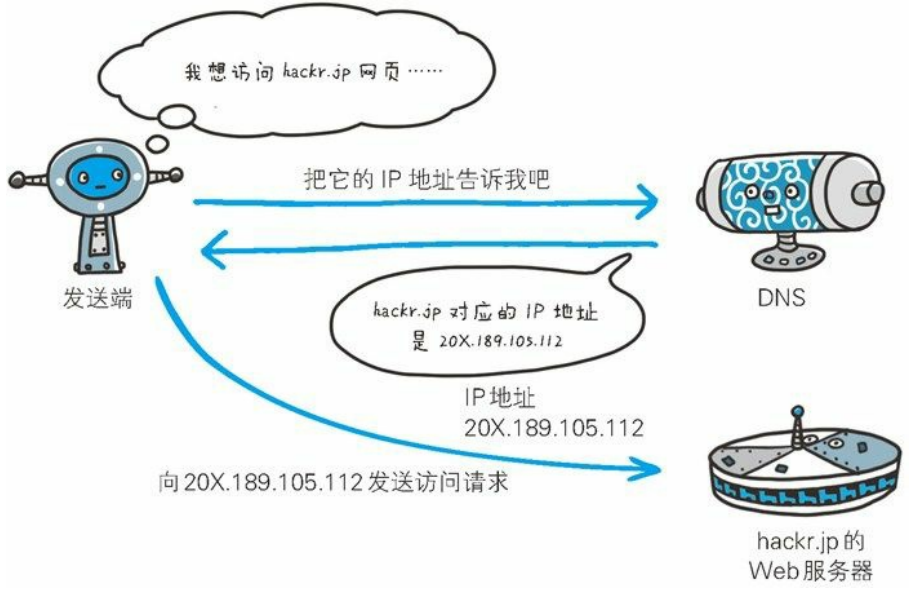 我想访问 hackr.jp 网页……
把它的 IP 地址告诉我吧
发送端
DNS
hackr.jp 对应的 IP 地址
是 20X.189.105.112
IP 地址
20X.189.105.112
向 20X.189.105.112 发送访问请求
hackr.jp 的
Web 服务器